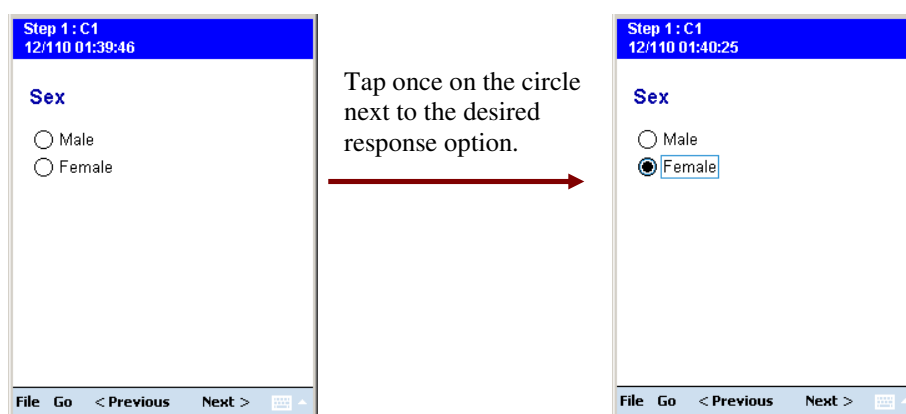 Step 1 : C1
12/110 01:39:46
Sex
Male
Female
File Go < Previous Next >
Tap once on the circle
next to the desired
response option.
Step 1 : C1
12/110 01:40:25
Sex
Male
Female
File Go < Previous Next >